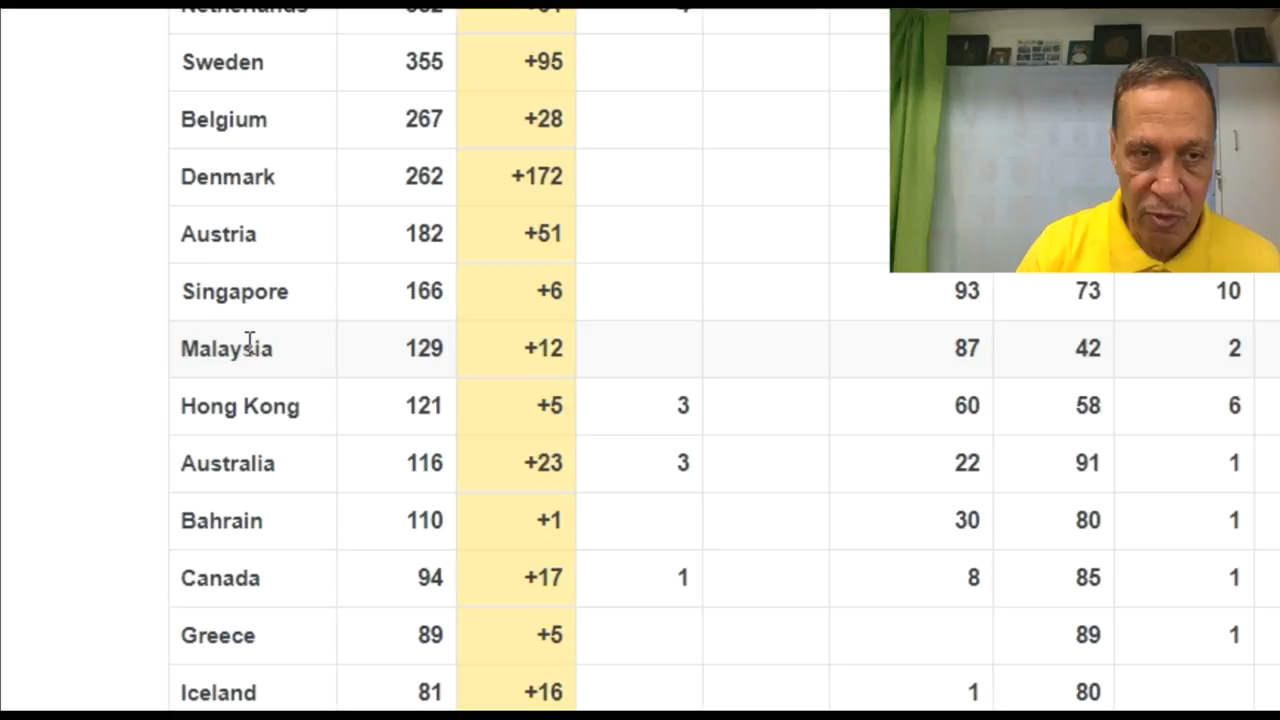 Netherlands
Sweden 355 +95
Belgium 267 +28
Denmark 262 +172
Austria 182 +51
Singapore 166 +6 93 73 10
Malaysia 129 +12 87 42 2
Hong Kong 121 +5 3 60 58 6
Australia 116 +23 3 22 91 1
Bahrain 110 +1 30 80 1
Canada 94 +17 1 8 85 1
Greece 89 +5 89 1
Iceland 81 +16 1 80